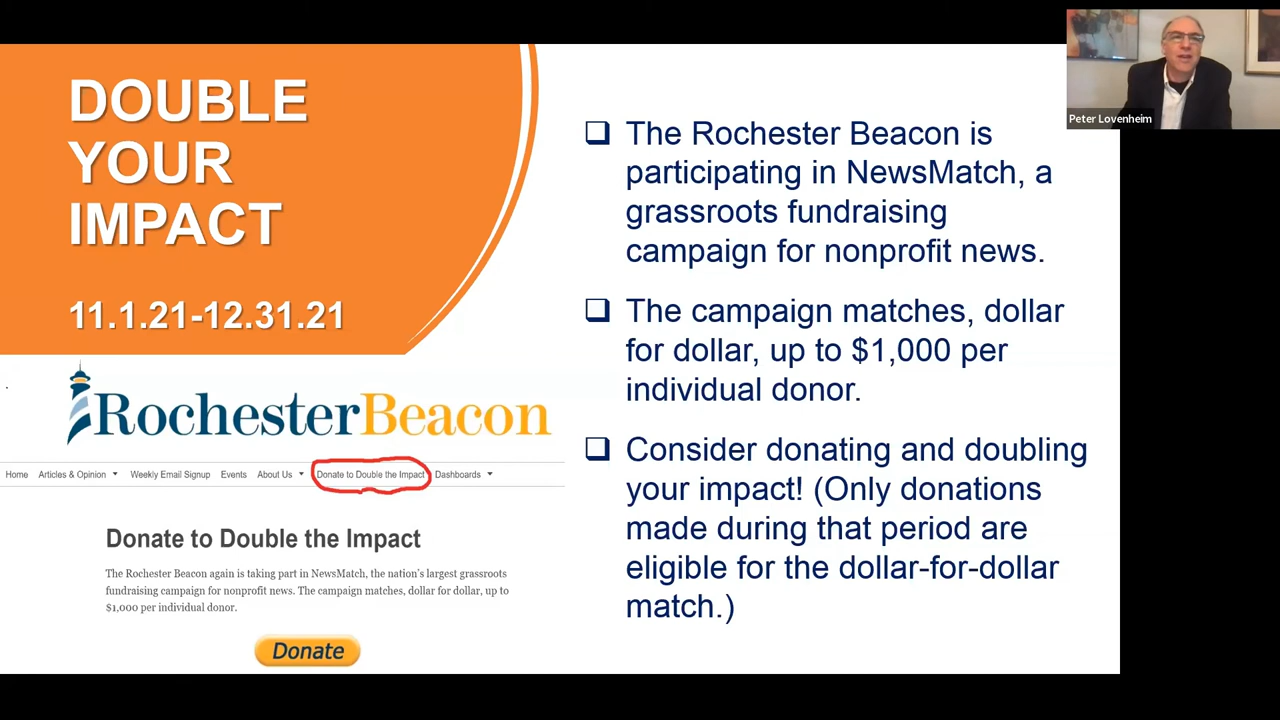 DOUBLE
YOUR
IMPACT
11.1.21-12.31.21
RochesterBeacon
Home Articles & Opinion Weekly Email Signup Events About Us Donate to Double the Impact Dashboards
Donate to Double the Impact
The Rochester Beacon again is taking part in NewsMatch, the nation's largest grassroots
fundraising campaign for nonprofit news. The campaign matches, dollar for dollar, up to
$1,000 per individual donor.
Donate
The Rochester Beacon is
participating in NewsMatch, a
grassroots fundraising
campaign for nonprofit news.
The campaign matches, dollar
for dollar, up to $1,000 per
individual donor.
Consider donating and doubling
your impact! (Only donations
made during that period are
eligible for the dollar-for-dollar
match.)
Peter Lovenheim